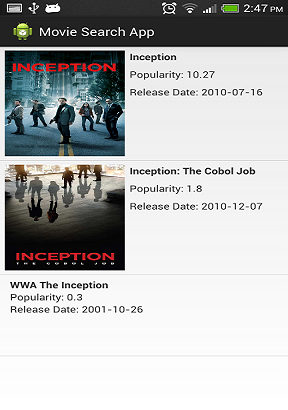 2:47 PM
Movie Search App
INCEPTION
Inception
Popularity: 10.27
Release Date: 2010-07-16
INCEPTION
THE COBOL JOB
Inception: The Cobol Job
Popularity: 1.8
Release Date: 2010-12-07
WWA The Inception
Popularity: 0.3
Release Date: 2001-10-26